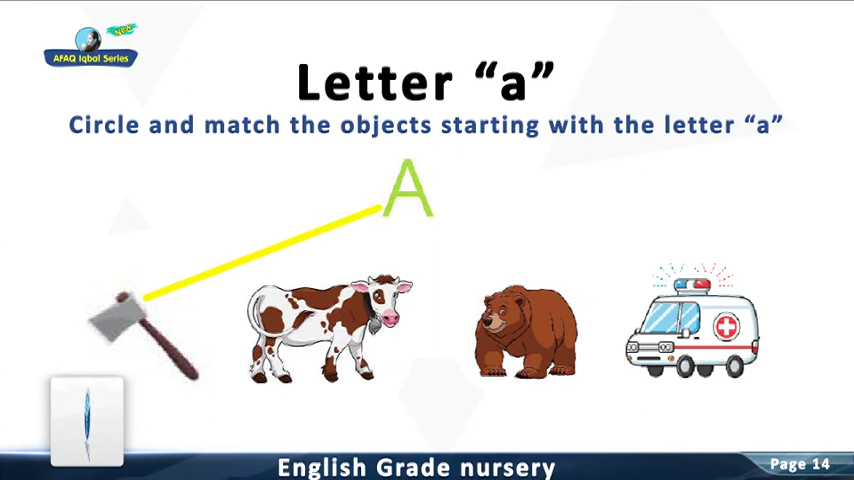 New
AFAQ Iqbal Series
Letter “a”
Circle and match the objects starting with the letter “a”
A
English Grade nursery
Page 14